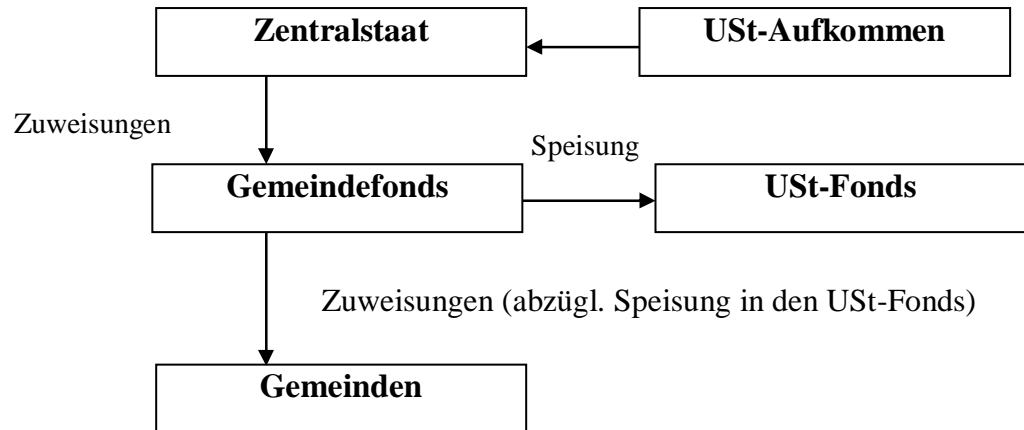 Zentralstaat
USt-Aufkommen
Zuweisungen
Speisung
Gemeindefonds
USt-Fonds
Zuweisungen (abzügl. Speisung in den USt-Fonds)
Gemeinden